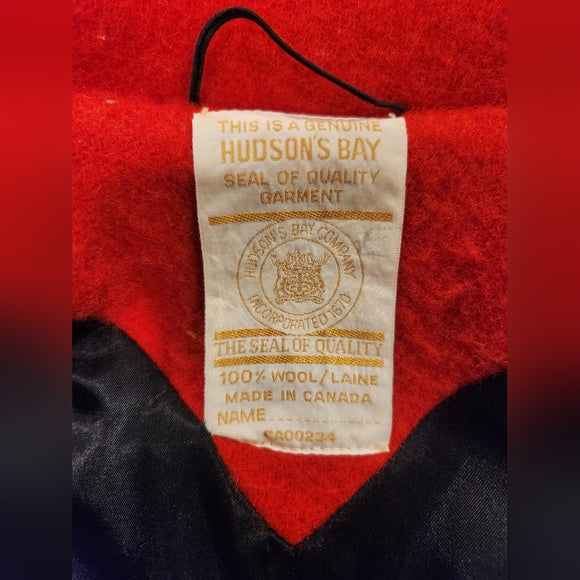 THIS IS A GENUINE
HUDSON'S BAY
SEAL OF QUALITY
GARMENT
HUDSON'S BAY COMPANY
INCORPORATED 1670
THE SEAL OF QUALITY
100% WOOL/LAINE
MADE IN CANADA
NAME
CA00234